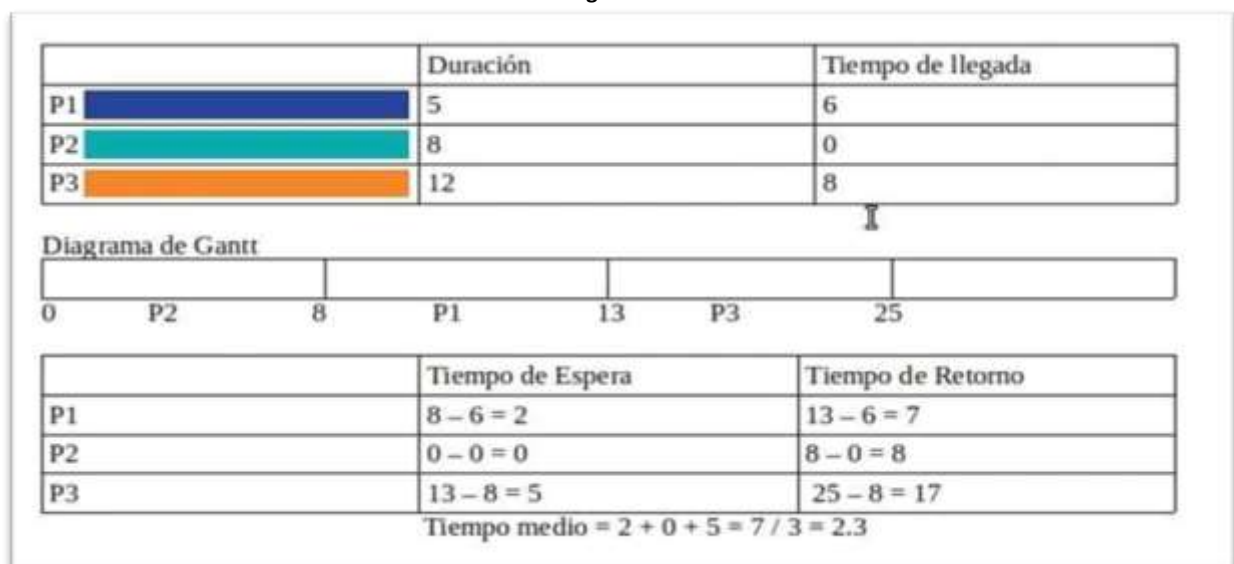 Duración Tiempo de llegada
P1 5 6
P2 8 0
P3 12 8
Diagrama de Gantt
0 P2 8 P1 13 P3 25
Tiempo de Espera Tiempo de Retorno
P1 8 – 6 = 2 13 – 6 = 7
P2 0 – 0 = 0 8 – 0 = 8
P3 13 – 8 = 5 25 – 8 = 17
Tiempo medio = 2 + 0 + 5 = 7 / 3 = 2.3